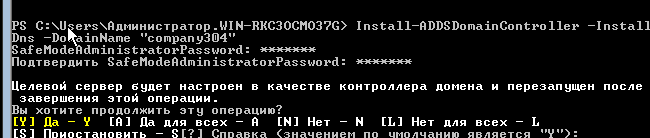 PS C:\Users\Администратор.WIN-RKC3OCMO37G> Install-ADDSDomainController -Install
Dns -DomainName "company304"
SafeModeAdministratorPassword: *******
Подтвердить SafeModeAdministratorPassword: *******
Целевой сервер будет настроен в качестве контроллера домена и перезапущен после
завершения этой операции.
Вы хотите продолжить эту операцию?
[Y] Да - Y [A] Да для всех - A [N] Нет - N [L] Нет для всех - L
[S] Приостановить - S[?] Справка (значением по умолчанию является "Y"):